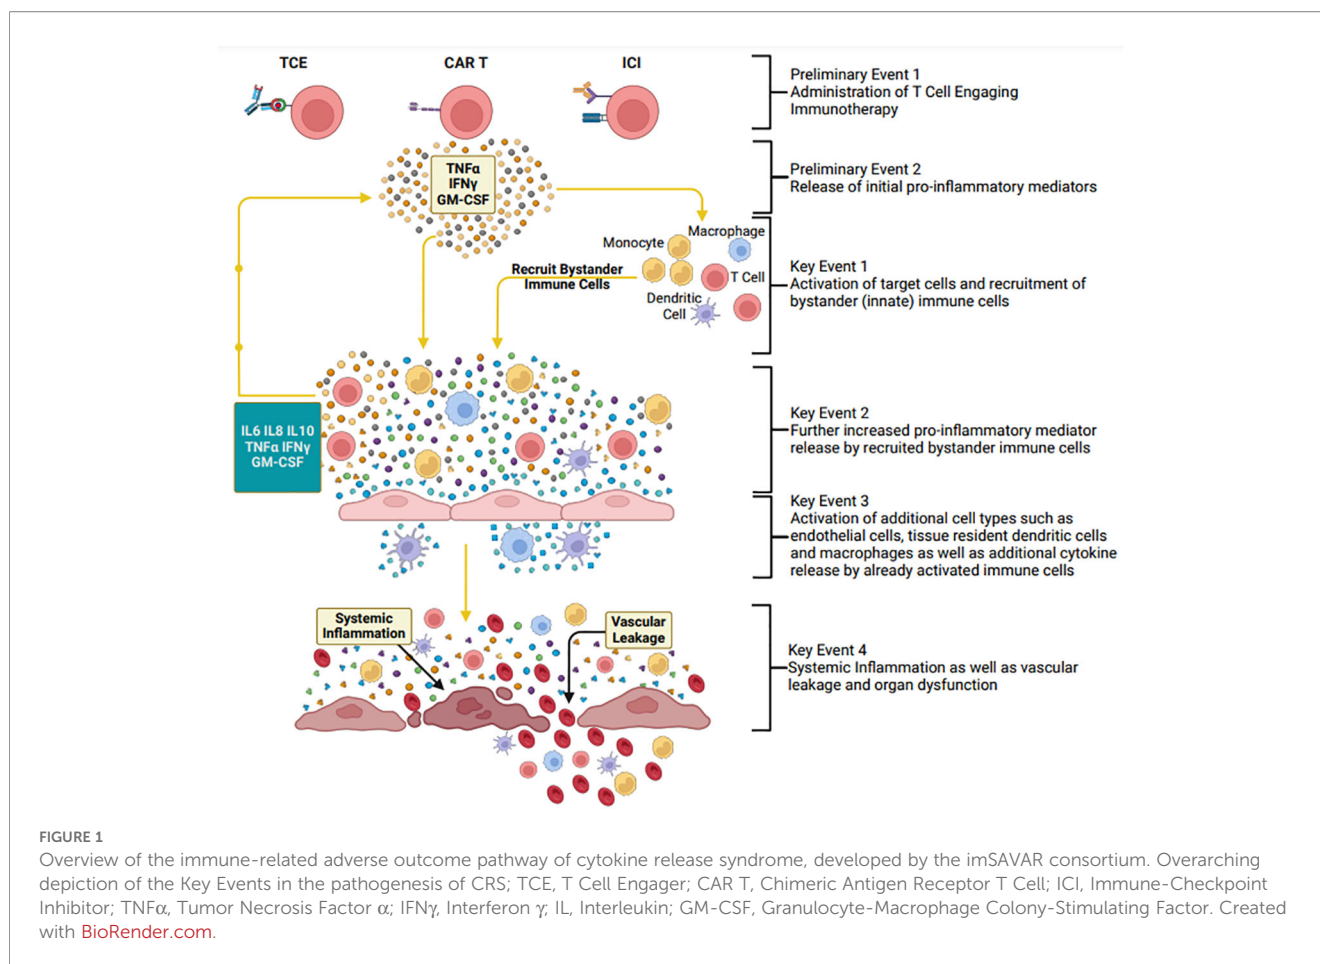 TCE
CAR T
ICI
Preliminary Event 1
Administration of T Cell Engaging
Immunotherapy
TNFα
IFNγ
GM-CSF
Preliminary Event 2
Release of initial pro-inflammatory mediators
Macrophage
Monocyte
T Cell
Dendritic
Cell
Recruit Bystander
Immune Cells
Key Event 1
Activation of target cells and recruitment of
bystander (innate) immune cells
IL6 IL8 IL10
TNFα IFNγ
GM-CSF
Key Event 2
Further increased pro-inflammatory mediator
release by recruited bystander immune cells
Key Event 3
Activation of additional cell types such as
endothelial cells, tissue resident dendritic cells
and macrophages as well as additional cytokine
release by already activated immune cells
Systemic
Inflammation
Vascular
Leakage
Key Event 4
Systemic Inflammation as well as vascular
leakage and organ dysfunction
FIGURE 1
Overview of the immune-related adverse outcome pathway of cytokine release syndrome, developed by the imSAVAR consortium. Overarching
depiction of the Key Events in the pathogenesis of CRS; TCE, T Cell Engager; CAR T, Chimeric Antigen Receptor T Cell; ICI, Immune-Checkpoint
Inhibitor; TNFα, Tumor Necrosis Factor α; IFNγ, Interferon γ; IL, Interleukin; GM-CSF, Granulocyte-Macrophage Colony-Stimulating Factor. Created
with BioRender.com.